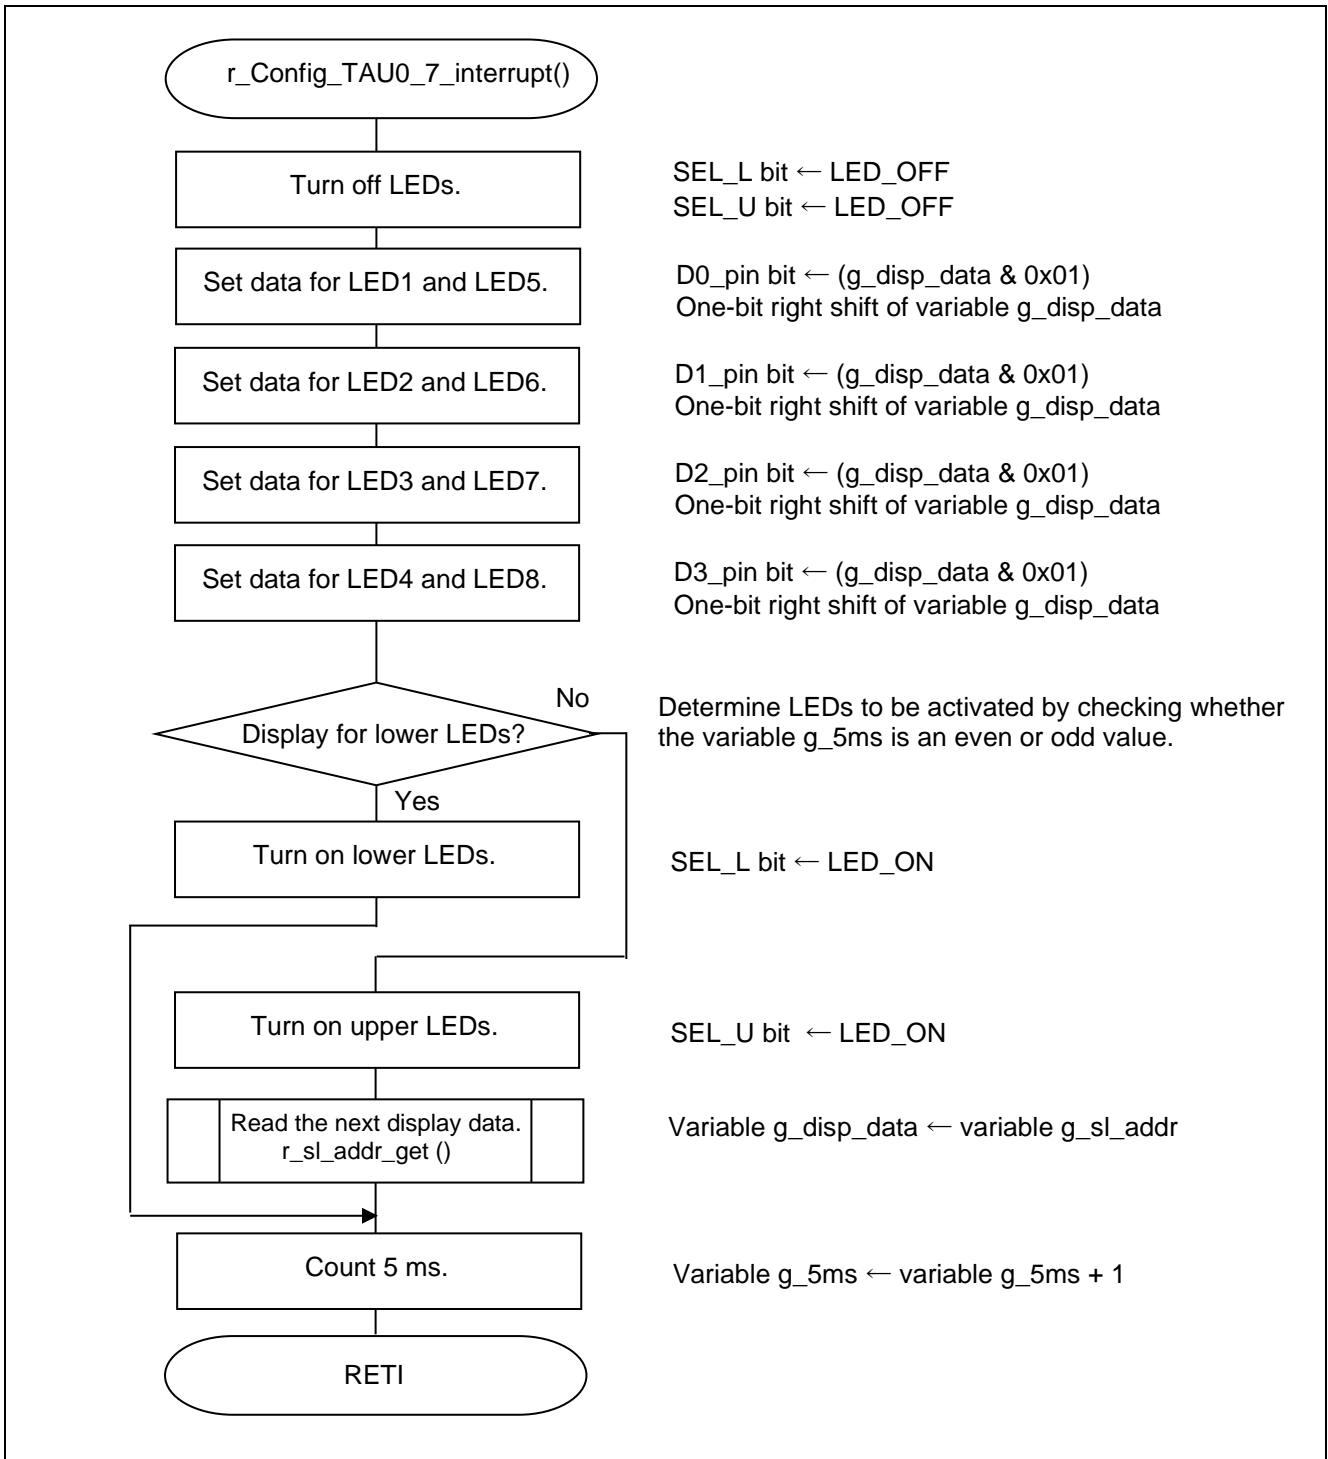 r_Config_TAU0_7_interrupt()
Turn off LEDs.
SEL_L bit ← LED_OFF
SEL_U bit ← LED_OFF
Set data for LED1 and LED5.
D0_pin bit ← (g_disp_data & 0x01)
One-bit right shift of variable g_disp_data
Set data for LED2 and LED6.
D1_pin bit ← (g_disp_data & 0x01)
One-bit right shift of variable g_disp_data
Set data for LED3 and LED7.
D2_pin bit ← (g_disp_data & 0x01)
One-bit right shift of variable g_disp_data
Set data for LED4 and LED8.
D3_pin bit ← (g_disp_data & 0x01)
One-bit right shift of variable g_disp_data
Display for lower LEDs?
No
Determine LEDs to be activated by checking whether
the variable g_5ms is an even or odd value.
Yes
Turn on lower LEDs.
SEL_L bit ← LED_ON
Turn on upper LEDs.
SEL_U bit ← LED_ON
Read the next display data.
r_sl_addr_get ()
Variable g_disp_data ← variable g_sl_addr
Count 5 ms.
Variable g_5ms ← variable g_5ms + 1
RETI